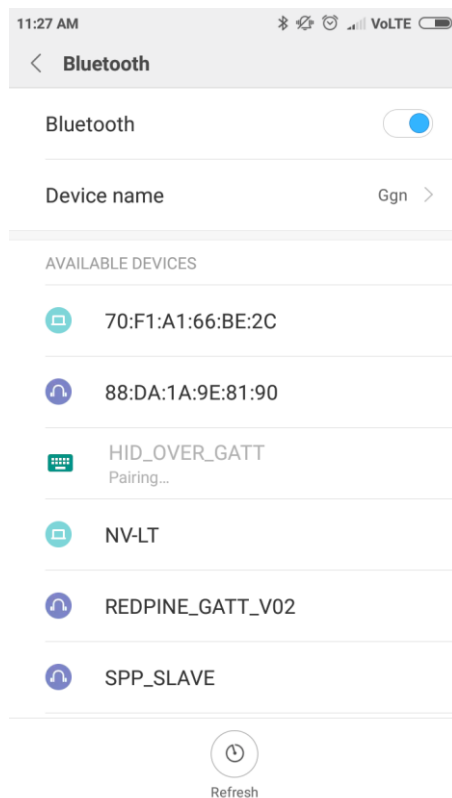 11:27 AM VoLTE
Bluetooth
Bluetooth
Device name Ggn
AVAILABLE DEVICES
70:F1:A1:66:BE:2C
88:DA:1A:9E:81:90
HID_OVER_GATT
Pairing...
NV-LT
REDPINE_GATT_V02
SPP_SLAVE
Refresh